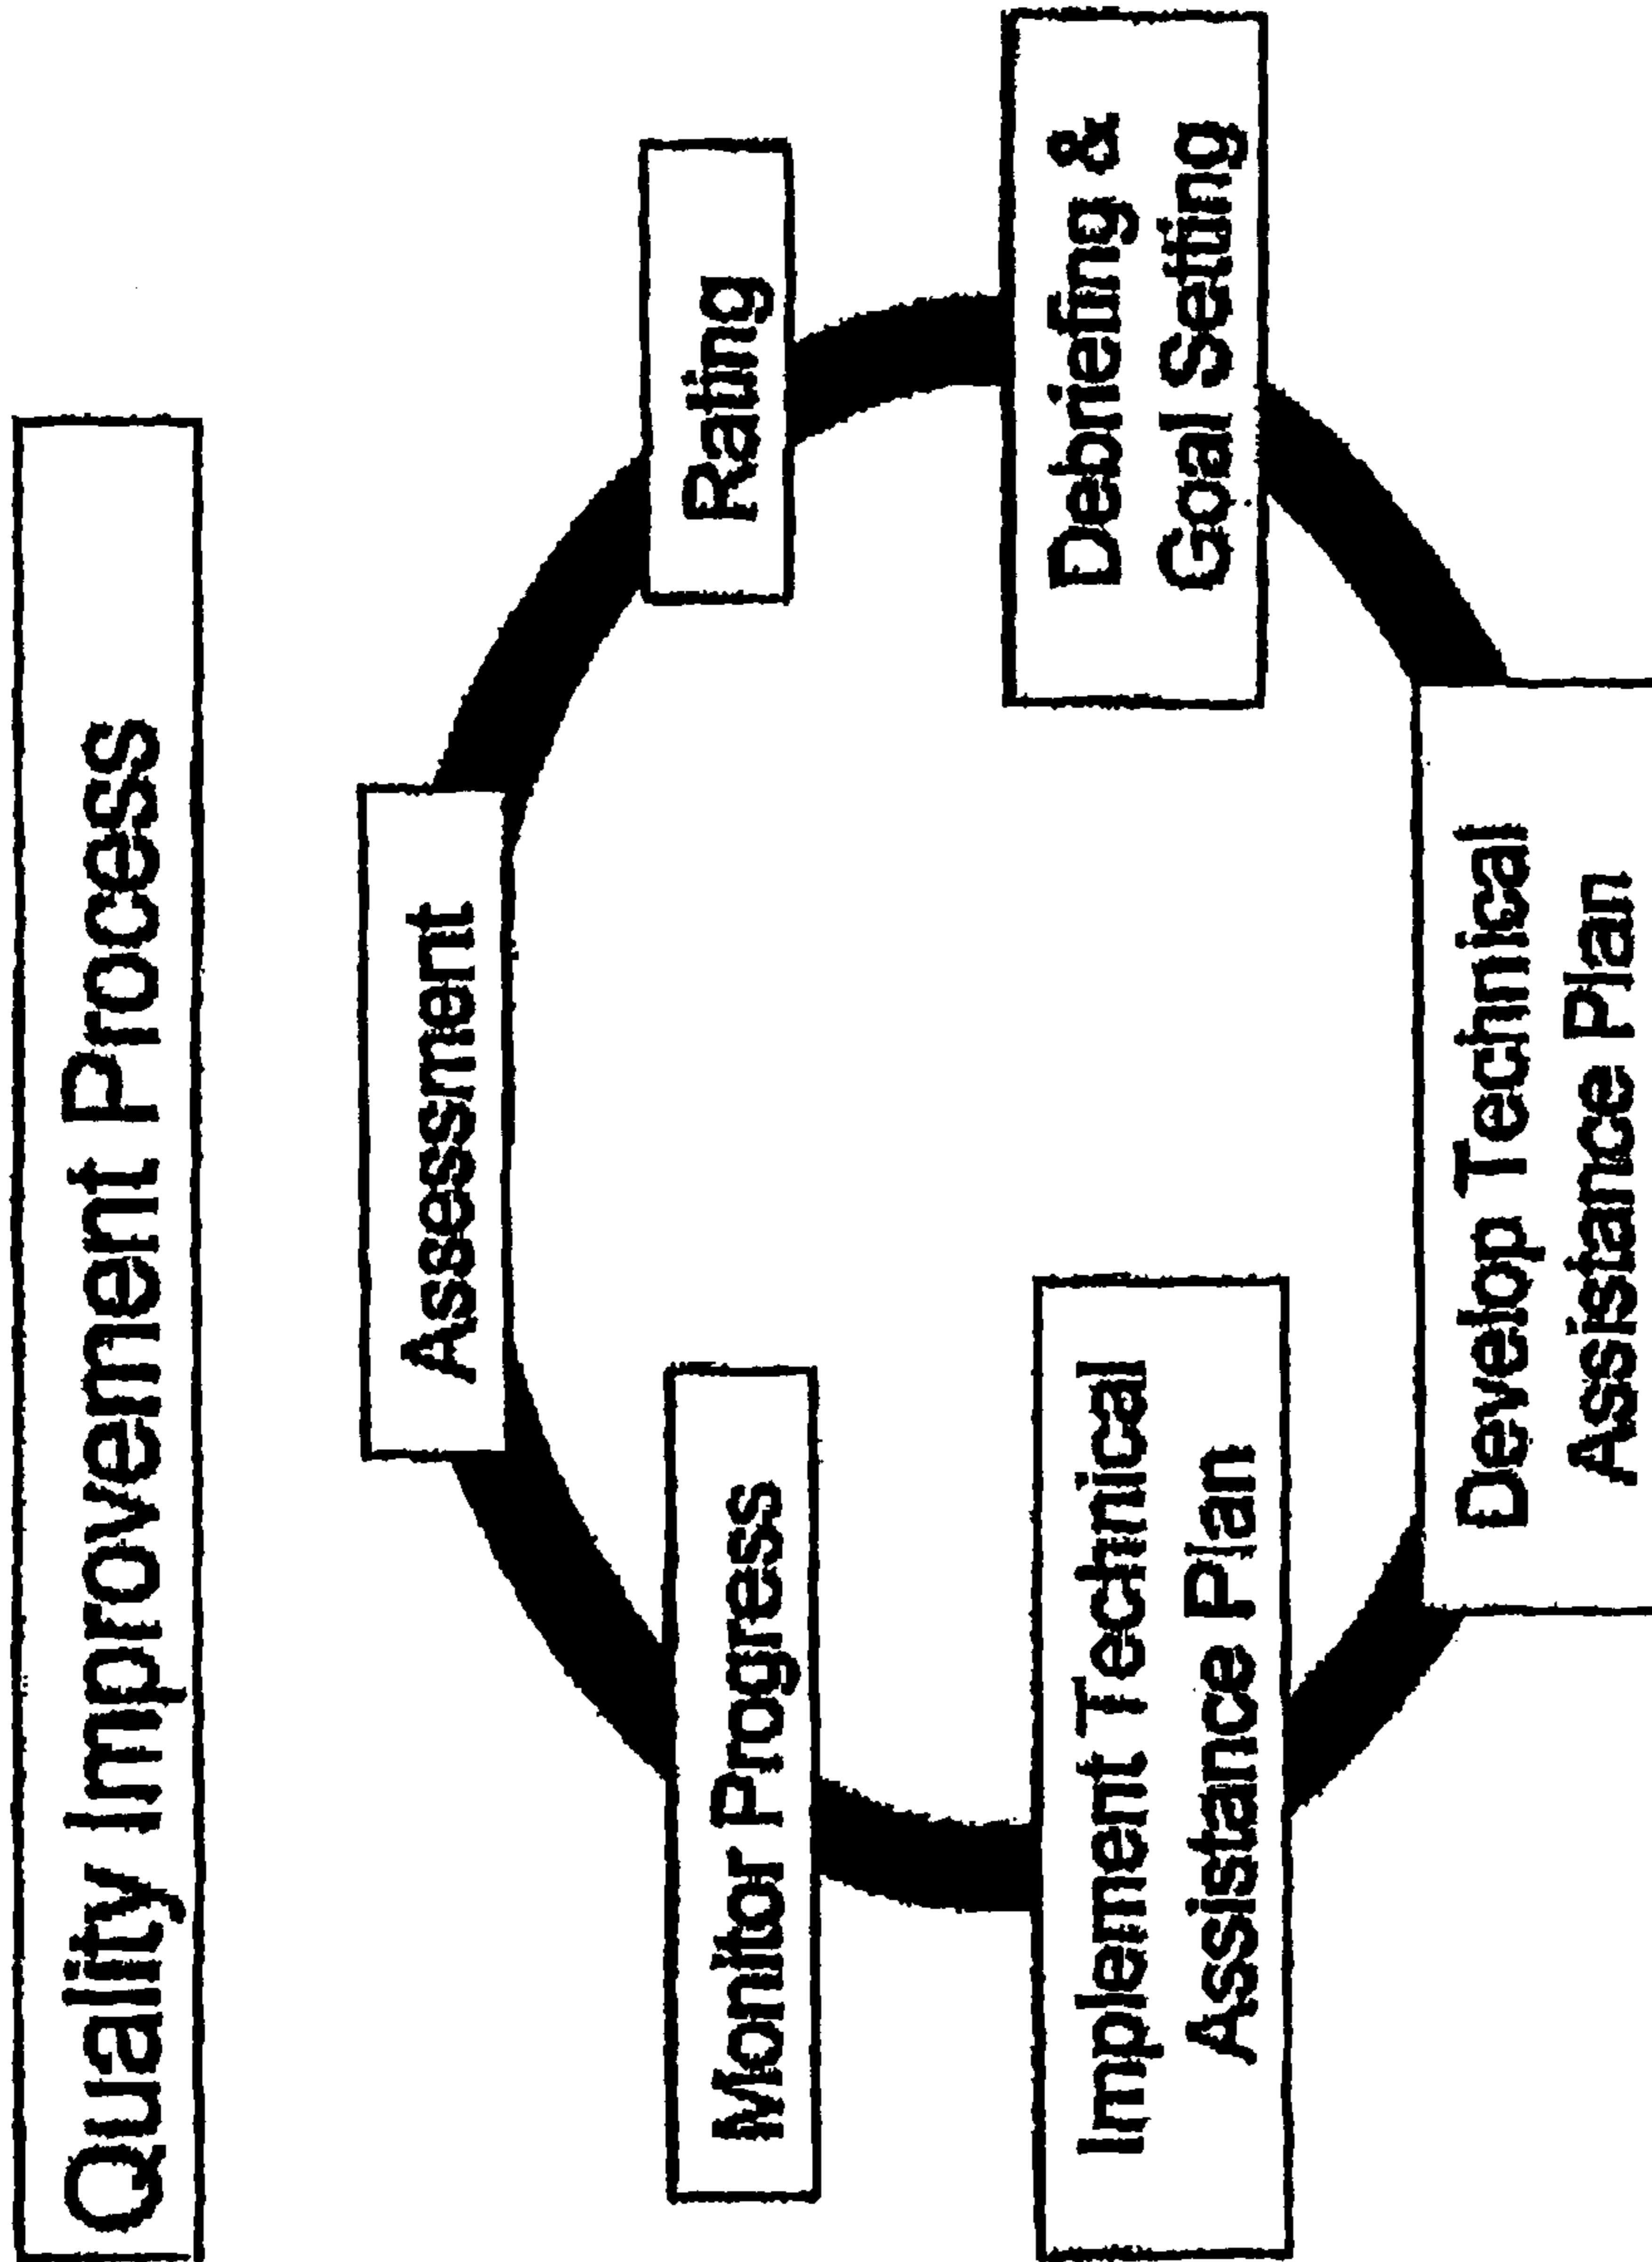 Quality Improvement Process
Assessment
Rating
Debriefing &
Goal Setting
Develop Technical
Assistance Plan
Implement Technical
Assistance Plan
Monitor Progress